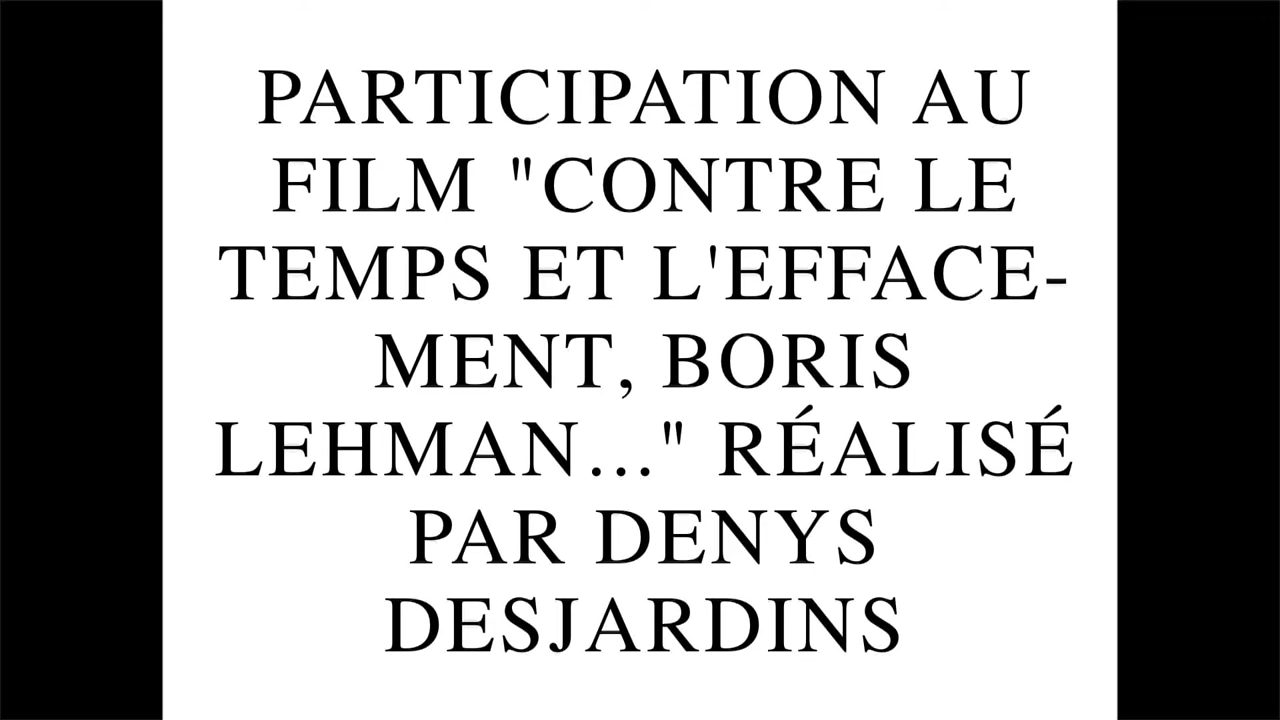 PARTICIPATION AU
FILM "CONTRE LE
TEMPS ET L'EFFACE-
MENT, BORIS
LEHMAN..." RÉALISÉ
PAR DENYS
DESJARDINS